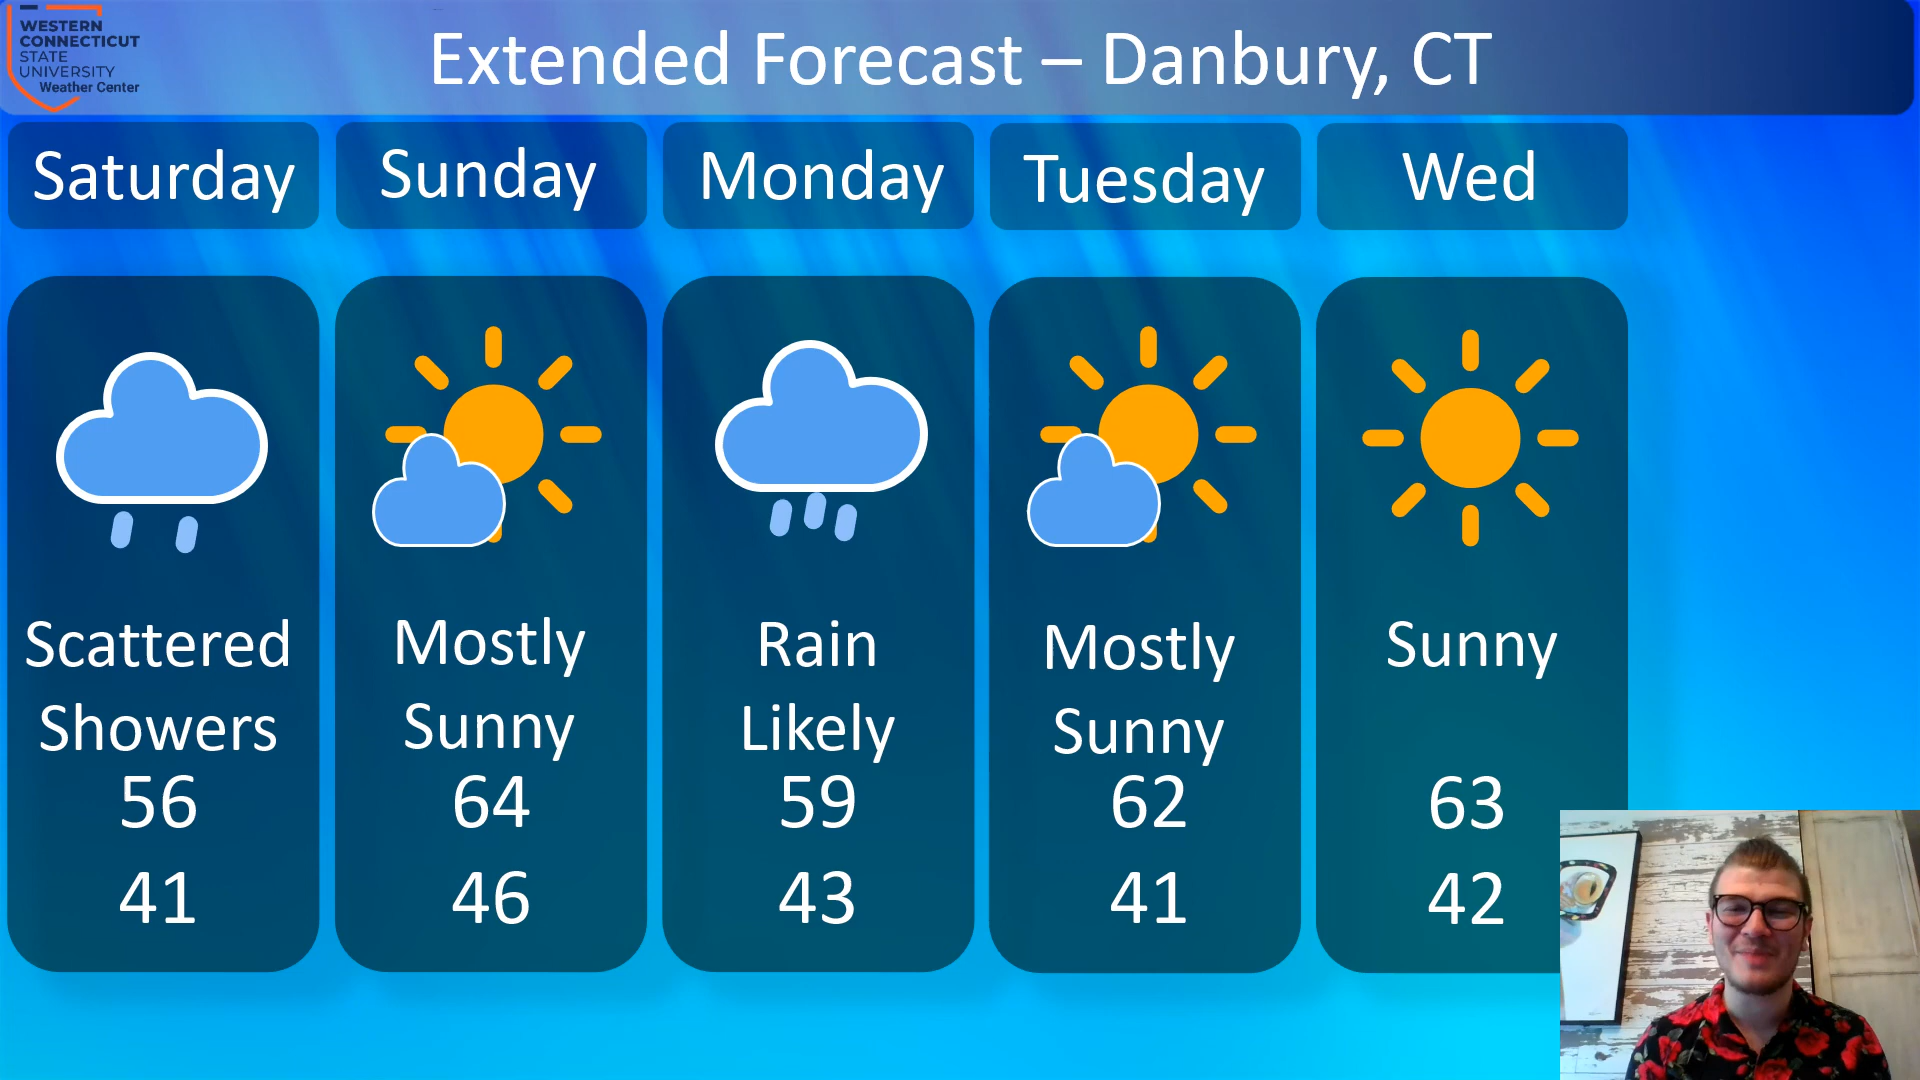 WESTERN
CONNECTICUT
STATE
UNIVERSITY
Weather Center
Extended Forecast – Danbury, CT
Saturday
Sunday
Monday
Tuesday
Wed
Scattered
Showers
56
41
Mostly
Sunny
64
46
Rain
Likely
59
43
Mostly
Sunny
62
41
Sunny
63
42